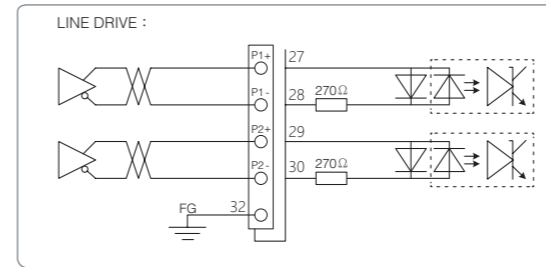 LINE DRIVE：
P1+ 27
P1- 28 270Ω
P2+ 29
P2- 30 270Ω
FG 32